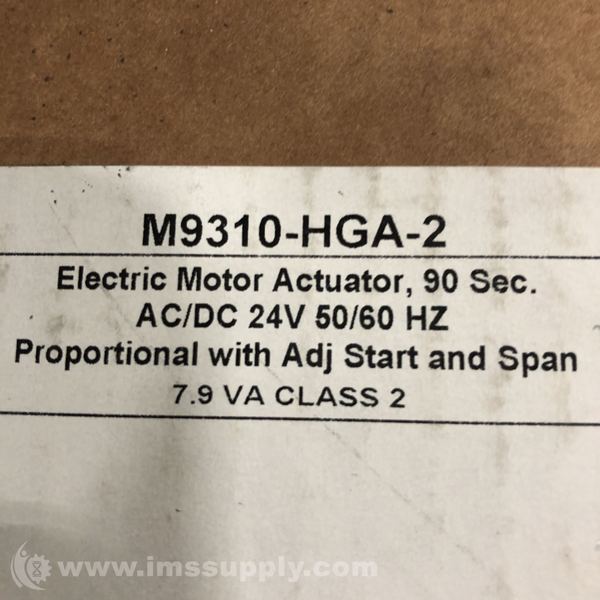 M9310-HGA-2
Electric Motor Actuator, 90 Sec.
AC/DC 24V 50/60 HZ
Proportional with Adj Start and Span
7.9 VA CLASS 2
www.imssupply.com